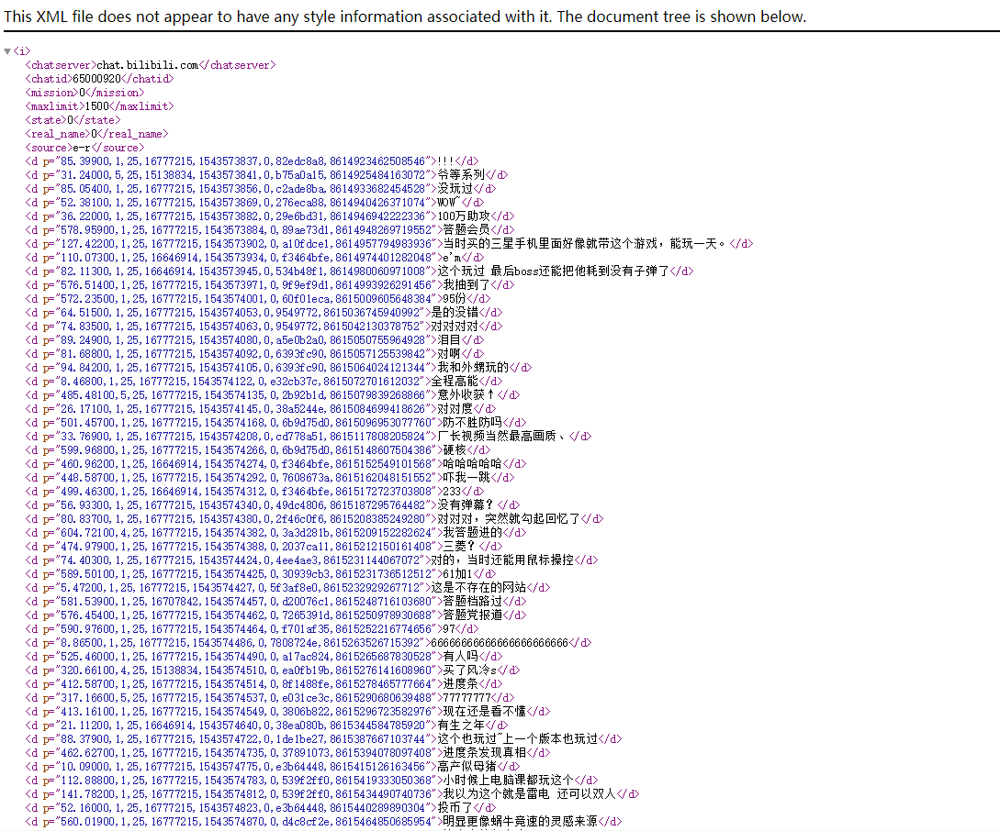 This XML file does not appear to have any style information associated with it. The document tree is shown below.
▼<i>
<chatserver>chat.bilibili.com</chatserver>
<chatid>65000920</chatid>
<mission>0</mission>
<maxlimit>1500</maxlimit>
<state>0</state>
<real_name>0</real_name>
<source>e-r</source>
<d p="85.39900,1,25,16777215,1543573837,0,82edc8a8,8614923462508546">!!!</d>
<d p="31.24000,5,25,15138834,1543573841,0,b75a0a15,8614925484163072">爷等系列</d>
<d p="85.05400,1,25,16777215,1543573856,0,c2ade8ba,8614933682454528">没玩过</d>
<d p="52.38100,1,25,16777215,1543573869,0,276eca88,8614940426371074">WOW~</d>
<d p="36.22000,1,25,16777215,1543573882,0,29e6bd31,8614946942222336">100万助攻</d>
<d p="578.95900,1,25,16777215,1543573884,0,89ae73d1,8614948269719552">答题会员</d>
<d p="127.42200,1,25,16777215,1543573902,0,a10fdce1,8614957794983936">当时买的三星手机里面好像就带这个游戏，能玩一天。</d>
<d p="110.07300,1,25,16646914,1543573934,0,f3464bfe,8614974401282048">e'm</d>
<d p="82.11300,1,25,16646914,1543573945,0,534b48f1,8614980060971008">这个玩过 最后boss还能把他耗到没有子弹了</d>
<d p="576.51400,1,25,16777215,1543573971,0,9f9ef9d1,8614993926291456">我抽到了</d>
<d p="572.23500,1,25,16777215,1543574001,0,60f01eca,8615009605648384">95份</d>
<d p="64.51500,1,25,16777215,1543574053,0,9549772,8615036745940992">是的没错</d>
<d p="74.83500,1,25,16777215,1543574063,0,9549772,8615042130378752">对对对对</d>
<d p="89.24900,1,25,16777215,1543574080,0,a5e0b2a0,8615050755964928">泪目</d>
<d p="81.68800,1,25,16777215,1543574092,0,6393fc90,8615057125539842">对啊</d>
<d p="94.84200,1,25,16777215,1543574105,0,6393fc90,8615064024121344">我和外甥玩的</d>
<d p="8.46800,1,25,16777215,1543574122,0,e32cb37c,8615072701612032">全程高能</d>
<d p="485.48100,5,25,16777215,1543574135,0,2b92b1d,8615079839268866">意外收获↑</d>
<d p="26.17100,1,25,16777215,1543574145,0,38a5244e,8615084699418626">对对度</d>
<d p="501.45700,1,25,16777215,1543574168,0,6b9d75d0,8615096953077760">防不胜防吗</d>
<d p="33.76900,1,25,16777215,1543574208,0,cd778a51,8615117808205824">厂长视频当然最高画质、</d>
<d p="599.96800,1,25,16777215,1543574266,0,6b9d75d0,8615148607504386">硬核</d>
<d p="460.96200,1,25,16646914,1543574274,0,f3464bfe,8615152549101568">哈哈哈哈哈</d>
<d p="448.58700,1,25,16777215,1543574292,0,7608673a,8615162048151552">吓我一跳</d>
<d p="499.46300,1,25,16646914,1543574312,0,f3464bfe,8615172723703808">233</d>
<d p="56.93300,1,25,16777215,1543574340,0,49dc4806,8615187295764482">没有弹幕？</d>
<d p="80.83700,1,25,16777215,1543574380,0,2f46c0f6,8615208385249280">对对对，突然就勾起回忆了</d>
<d p="604.72100,4,25,16777215,1543574382,0,3a3d281b,8615209152282624">我答题进的</d>
<d p="474.97900,1,25,16777215,1543574388,0,2037ca11,8615212150161408">三菱？</d>
<d p="74.40300,1,25,16777215,1543574424,0,4ee4ae3,8615231144067072">对的，当时还能用鼠标操控</d>
<d p="589.50100,1,25,16777215,1543574425,0,30939cb3,8615231736512512">61加1</d>
<d p="5.47200,1,25,16777215,1543574427,0,5f3af8e0,8615232929267712">这是不存在的网站</d>
<d p="581.53900,1,25,16707842,1543574457,0,d20076c1,8615248716103680">答题档路过</d>
<d p="576.45400,1,25,16777215,1543574462,0,7265391d,8615250978930688">答题党报道</d>
<d p="590.97600,1,25,16777215,1543574464,0,f701af35,8615252216774656">97</d>
<d p="8.86500,1,25,16777215,1543574486,0,7808724e,8615263526715392">6666666666666666666666666</d>
<d p="525.46000,1,25,16777215,1543574490,0,a17ac824,8615265687830528">有人吗</d>
<d p="320.66100,4,25,15138834,1543574510,0,ea0fb19b,8615276141608960">买了风冷s</d>
<d p="412.58700,1,25,16777215,1543574514,0,8f1488fe,8615278465777664">进度条</d>
<d p="317.16600,5,25,16777215,1543574537,0,e031ce3c,8615290680639488">77777777</d>
<d p="413.16100,1,25,16777215,1543574549,0,3806b822,8615296723582976">现在还是看不懂</d>
<d p="21.11200,1,25,16646914,1543574640,0,38ea080b,8615344584785920">有生之年</d>
<d p="88.37900,1,25,16777215,1543574722,0,1de1be27,8615387667103744">这个也玩过~上一个版本也玩过</d>
<d p="462.62700,1,25,16777215,1543574735,0,37891073,8615394078097408">进度条发现真相</d>
<d p="10.09000,1,25,16777215,1543574775,0,e3b64448,8615415126163456">高产似母猪</d>
<d p="112.88800,1,25,16777215,1543574783,0,539f2ff0,8615419333050368">小时候上电脑课都玩这个</d>
<d p="141.78200,1,25,16777215,1543574812,0,539f2ff0,8615434490740736">我以为这个就是雷电 还可以双人</d>
<d p="52.16000,1,25,16777215,1543574823,0,e3b64448,8615440289890304">投币了</d>
<d p="560.01900,1,25,16777215,1543574870,0,d4c8cf2e,8615464850685954">明显更像蜗牛竞速的灵感来源</d>